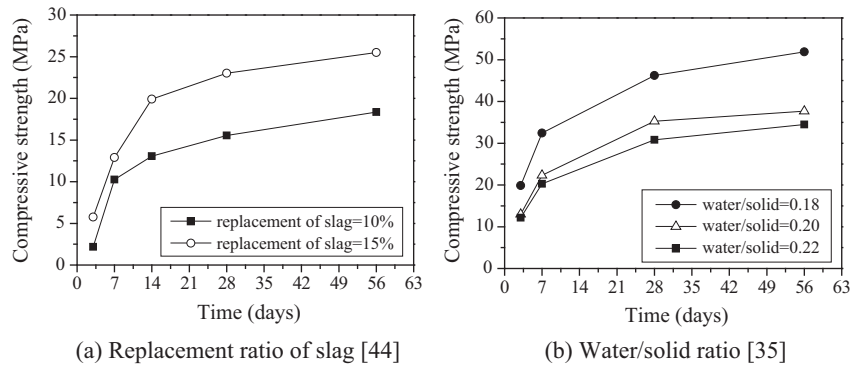 30
25
20
15
10
5
0
Compressive strength (MPa)
replacement of slag=10%
replacement of slag=15%
0 7 14 21 28 35 42 49 56 63
Time (days)
(a) Replacement ratio of slag [44]
60
50
40
30
20
10
0
Compressive strength (MPa)
water/solid=0.18
water/solid=0.20
water/solid=0.22
0 7 14 21 28 35 42 49 56 63
Time (days)
(b) Water/solid ratio [35]